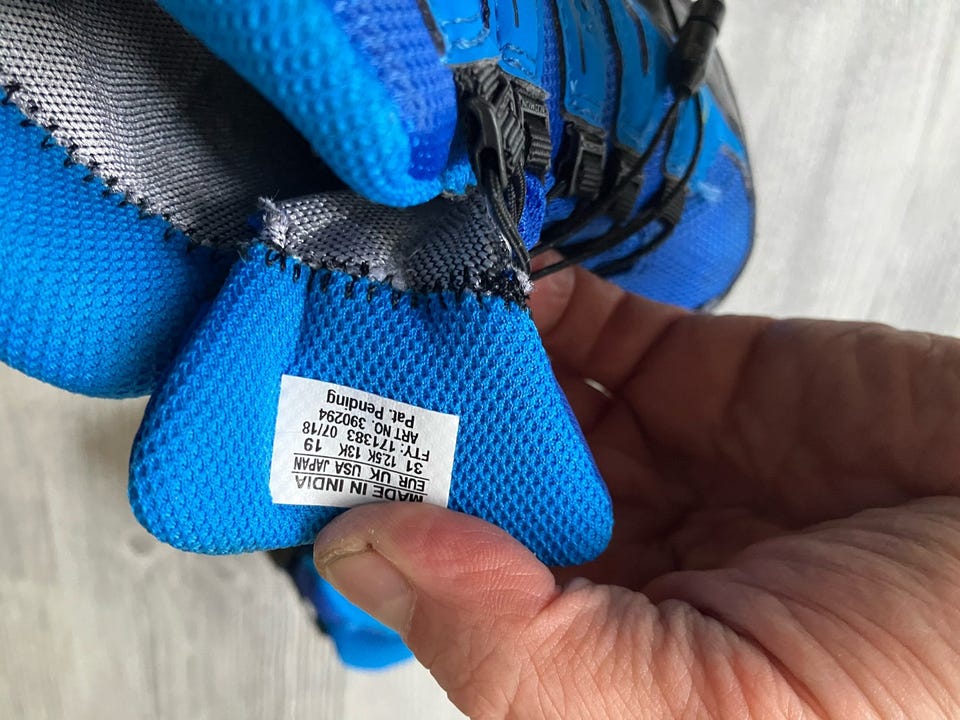 MADE IN INDIA
EUR UK USA JAPAN
31 12.5K 13K 19
FTY: 171383 07/18
ART NO. 390294
Pat. Pending